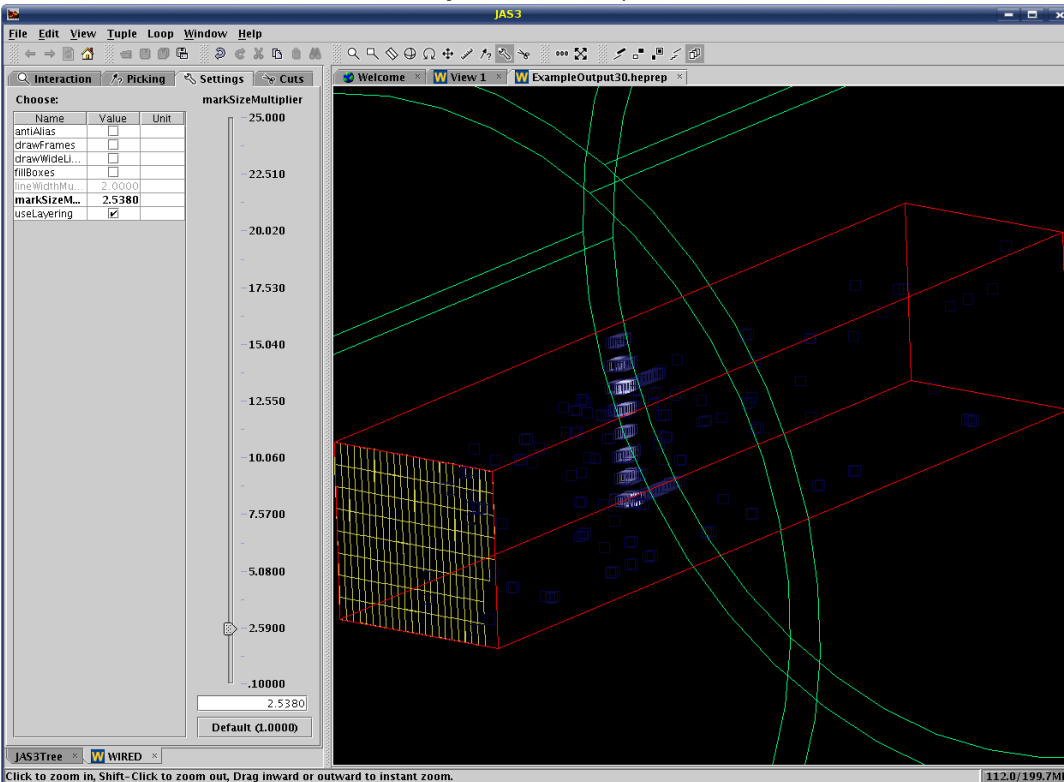 JAS3
File Edit View Tuple Loop Window Help
Interaction Picking Settings Cuts
Welcome View 1 ExampleOutput30.heprep
Choose: markSizeMultiplier
Name Value Unit
antiAlias
drawFrames
drawWideLi...
fillBoxes
lineWidthMu... 2.0000
markSizeM... 2.5380
useLayering
25.000
22.510
20.020
17.530
15.040
12.550
10.060
7.5700
5.0800
2.5900
.10000
2.5380
Default (1.0000)
JAS3Tree WIRED
Click to zoom in, Shift-Click to zoom out, Drag inward or outward to instant zoom.
112.0/199.7M